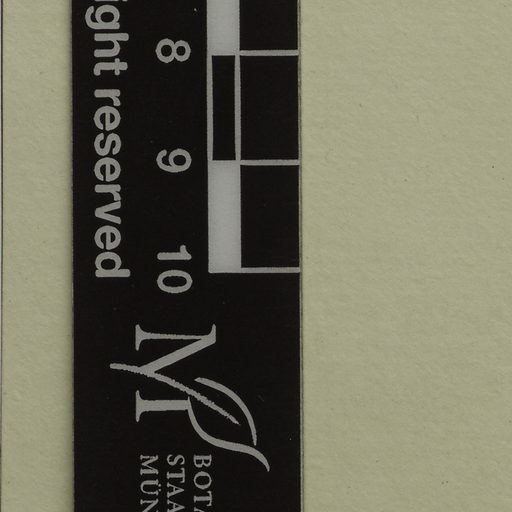 ight reserved
8 9 10
M
BOTA
STAA
MÜN